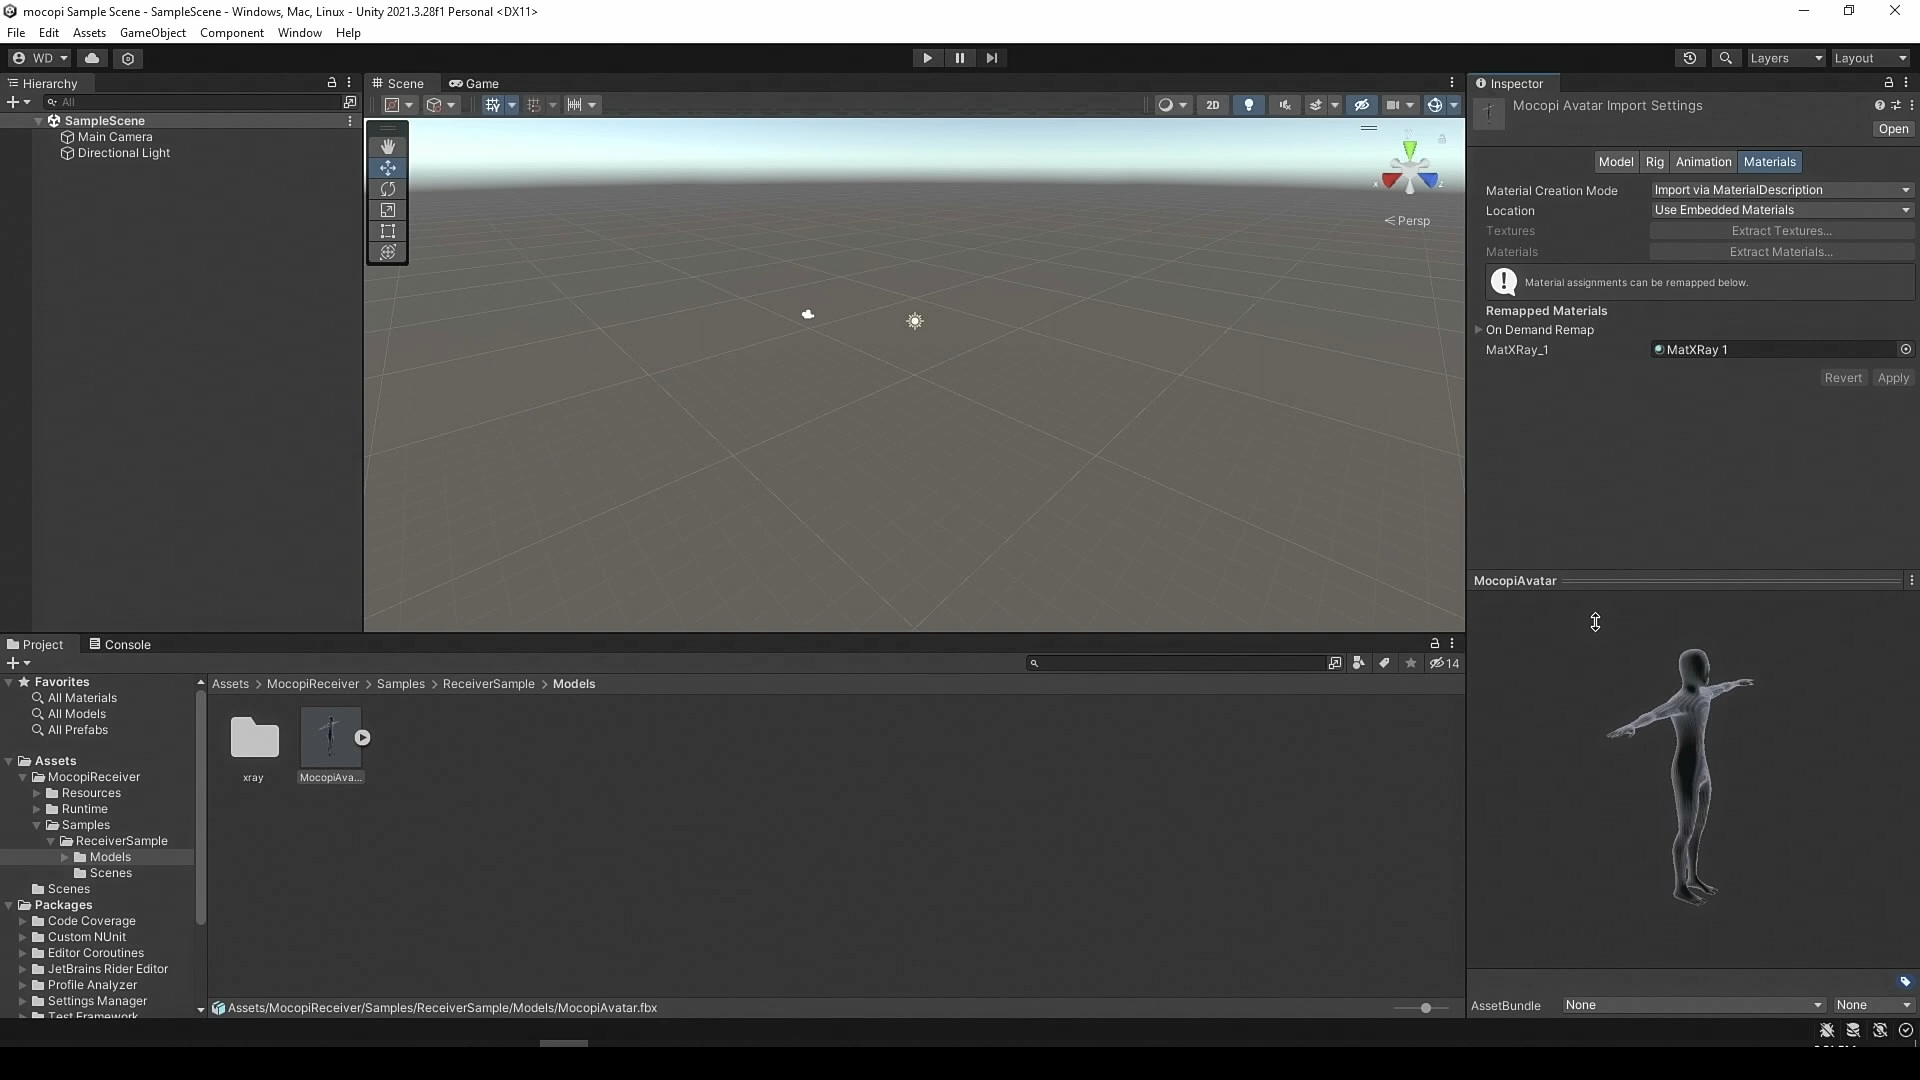 mocopi Sample Scene - SampleScene - Windows, Mac, Linux - Unity 2021.3.28f1 Personal <DX11>
File Edit Assets GameObject Component Window Help
WD
Layers
Layout
Hierarchy
All
SampleScene
Main Camera
Directional Light
Scene
Game
2D
x
z
Persp
Inspector
Mocopi Avatar Import Settings
Open
Model Rig Animation Materials
Material Creation Mode Import via MaterialDescription
Location Use Embedded Materials
Textures Extract Textures...
Materials Extract Materials...
Material assignments can be remapped below.
Remapped Materials
On Demand Remap
MatXRay_1 MatXRay 1
Revert Apply
MocopiAvatar
AssetBundle None None
Project
Console
14
Favorites
All Materials
All Models
All Prefabs
Assets
MocopiReceiver
Resources
Runtime
Samples
ReceiverSample
Models
Scenes
Scenes
Packages
Code Coverage
Custom NUnit
Editor Coroutines
JetBrains Rider Editor
Profile Analyzer
Settings Manager
Test Framework
Assets > MocopiReceiver > Samples > ReceiverSample > Models
xray
MocopiAva...
Assets/MocopiReceiver/Samples/ReceiverSample/Models/MocopiAvatar.fbx